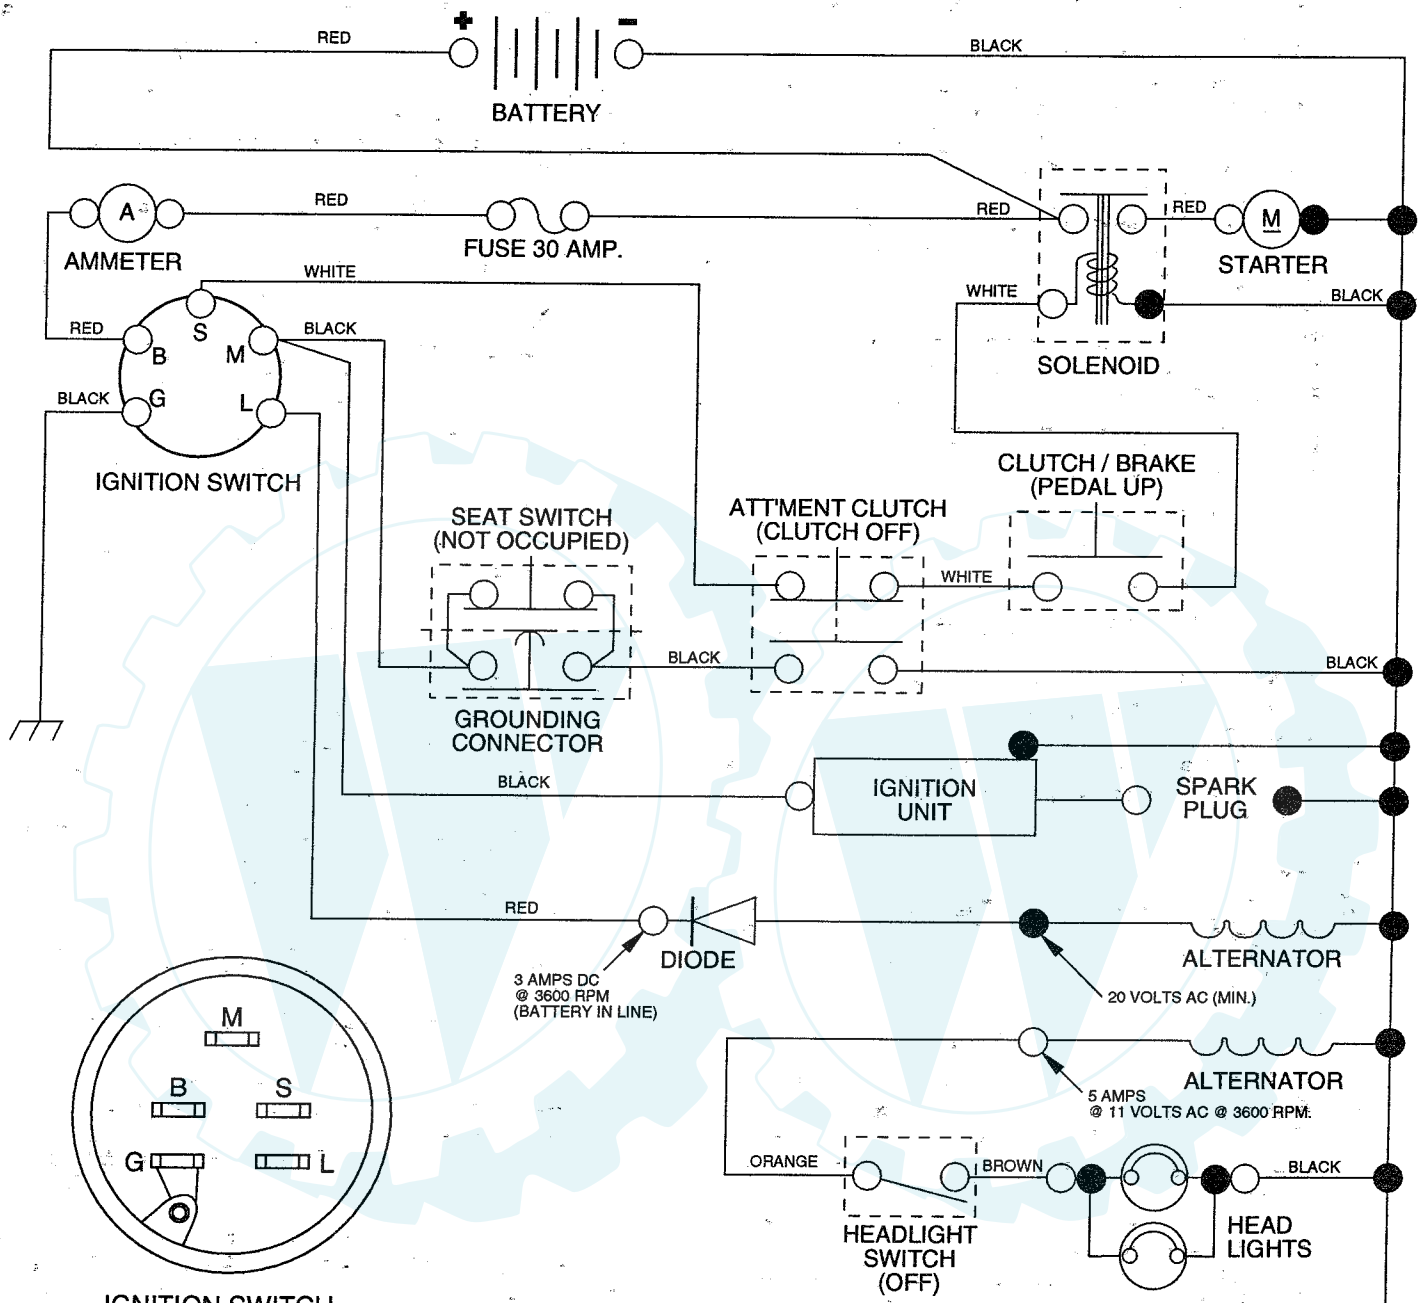 + −
RED
BLACK
BATTERY
A
RED
RED
RED
M
AMMETER
FUSE 30 AMP.
STARTER
WHITE
WHITE
BLACK
S
RED
BLACK
B
M
SOLENOID
BLACK
G
L
IGNITION SWITCH
CLUTCH / BRAKE
(PEDAL UP)
SEAT SWITCH
(NOT OCCUPIED)
ATT'MENT CLUTCH
(CLUTCH OFF)
WHITE
BLACK
BLACK
GROUNDING
CONNECTOR
BLACK
IGNITION
UNIT
SPARK
PLUG
RED
DIODE
ALTERNATOR
3 AMPS DC
@ 3600 RPM
(BATTERY IN LINE)
20 VOLTS AC (MIN.)
M
B
S
G
L
ALTERNATOR
5 AMPS
@ 11 VOLTS AC @ 3600 RPM.
ORANGE
BROWN
BLACK
HEADLIGHT
SWITCH
(OFF)
HEAD
LIGHTS
IGNITION SWITCH